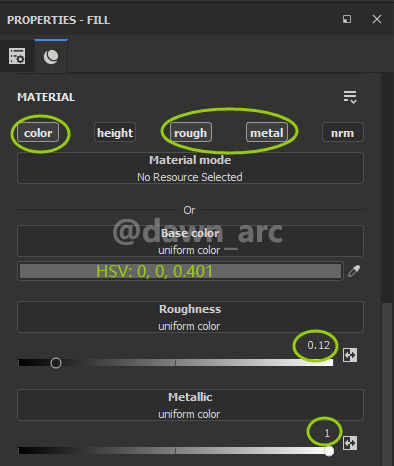 PROPERTIES - FILL
MATERIAL
color height rough metal nrm
Material mode
No Resource Selected
Or
Base color
@dawn_arc
uniform color
HSV: 0, 0, 0.401
Roughness
uniform color
0.12
Metallic
uniform color
1